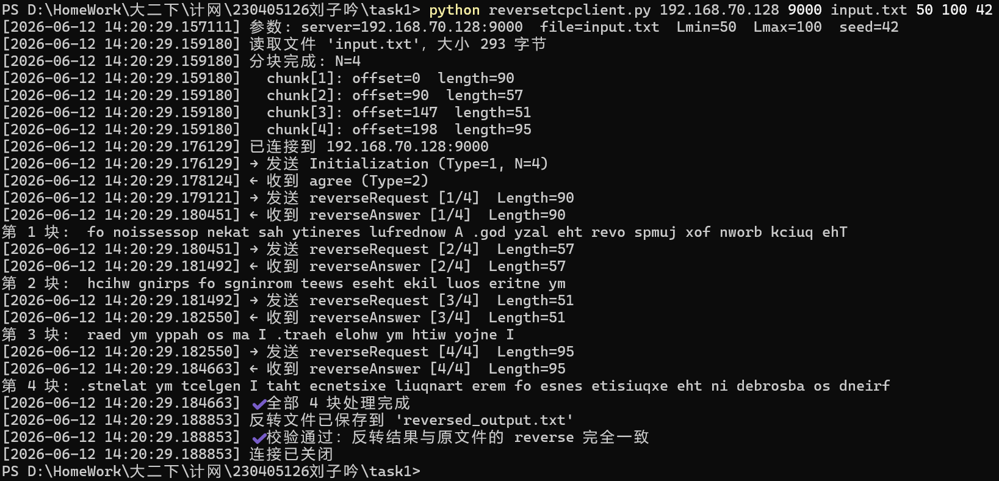 PS D:\HomeWork\大二下\计网\230405126刘子吟\task1> python reversetcpclient.py 192.168.70.128 9000 input.txt 50 100 42
[2026-06-12 14:20:29.157111] 参数: server=192.168.70.128:9000  file=input.txt  Lmin=50  Lmax=100  seed=42
[2026-06-12 14:20:29.159180] 读取文件 'input.txt', 大小 293 字节
[2026-06-12 14:20:29.159180] 分块完成: N=4
[2026-06-12 14:20:29.159180]   chunk[1]: offset=0  length=90
[2026-06-12 14:20:29.159180]   chunk[2]: offset=90  length=57
[2026-06-12 14:20:29.159180]   chunk[3]: offset=147  length=51
[2026-06-12 14:20:29.159180]   chunk[4]: offset=198  length=95
[2026-06-12 14:20:29.176129] 已连接到 192.168.70.128:9000
[2026-06-12 14:20:29.176129] → 发送 Initialization (Type=1, N=4)
[2026-06-12 14:20:29.178124] ← 收到 agree (Type=2)
[2026-06-12 14:20:29.179121] → 发送 reverseRequest [1/4]  Length=90
[2026-06-12 14:20:29.180451] ← 收到 reverseAnswer [1/4]  Length=90
第 1 块:  fo noissessop nekat sah ytineres lufrednow A .god yzal eht revo spmuj xof nworb kciuq ehT
[2026-06-12 14:20:29.180451] → 发送 reverseRequest [2/4]  Length=57
[2026-06-12 14:20:29.181492] ← 收到 reverseAnswer [2/4]  Length=57
第 2 块:  hcihw gnirps fo sgninrom teews eseht ekil luos eritne ym
[2026-06-12 14:20:29.181492] → 发送 reverseRequest [3/4]  Length=51
[2026-06-12 14:20:29.182550] ← 收到 reverseAnswer [3/4]  Length=51
第 3 块:  raed ym yppah os ma I .traeh elohw ym htiw yojne I
[2026-06-12 14:20:29.182550] → 发送 reverseRequest [4/4]  Length=95
[2026-06-12 14:20:29.184663] ← 收到 reverseAnswer [4/4]  Length=95
第 4 块: .stnelat ym tcelgen I taht ecnetsixe liuqnart erem fo esnes etisiuqxe eht ni debrosba os dneirf
[2026-06-12 14:20:29.184663] ✔全部 4 块处理完成
[2026-06-12 14:20:29.188853] 反转文件已保存到 'reversed_output.txt'
[2026-06-12 14:20:29.188853] ✔校验通过: 反转结果与原文件的 reverse 完全一致
[2026-06-12 14:20:29.188853] 连接已关闭
PS D:\HomeWork\大二下\计网\230405126刘子吟\task1>